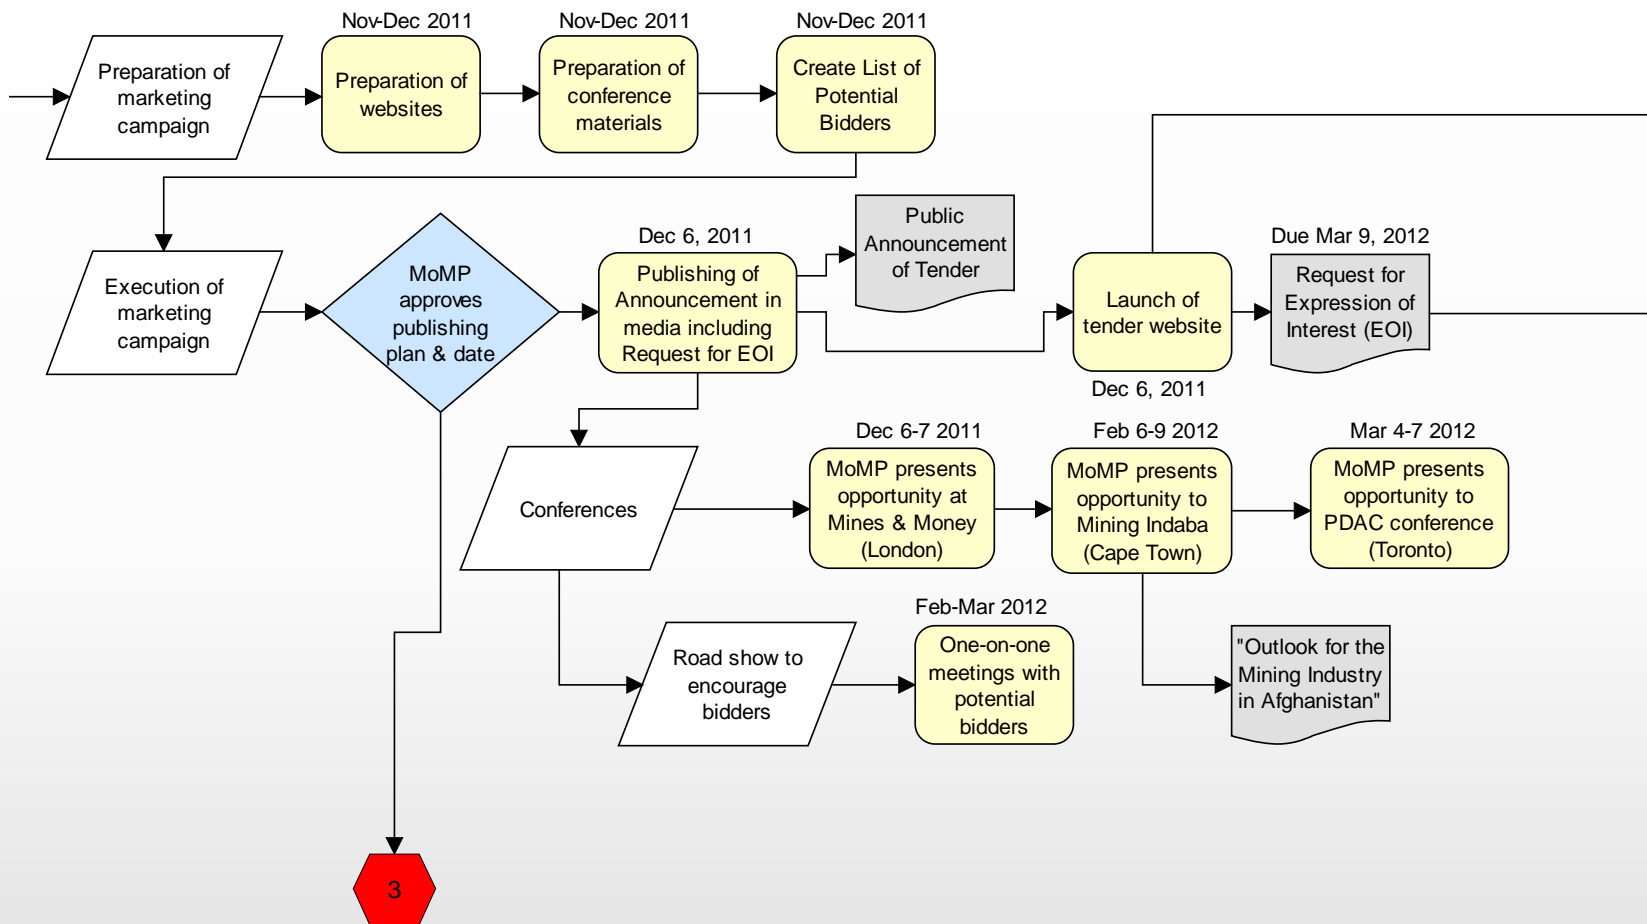 Nov-Dec 2011
Nov-Dec 2011
Nov-Dec 2011
Preparation of
marketing
campaign
Preparation of
websites
Preparation of
conference
materials
Create List of
Potential
Bidders
Execution of
marketing
campaign
MoMP
approves
publishing
plan & date
Dec 6, 2011
Publishing of
Announcement in
media including
Request for EOI
Public
Announcement
of Tender
Launch of
tender website
Dec 6, 2011
Due Mar 9, 2012
Request for
Expression of
Interest (EOI)
Conferences
Dec 6-7 2011
MoMP presents
opportunity at
Mines & Money
(London)
Feb 6-9 2012
MoMP presents
opportunity to
Mining Indaba
(Cape Town)
Mar 4-7 2012
MoMP presents
opportunity to
PDAC conference
(Toronto)
Road show to
encourage
bidders
Feb-Mar 2012
One-on-one
meetings with
potential
bidders
"Outlook for the
Mining Industry
in Afghanistan"
3